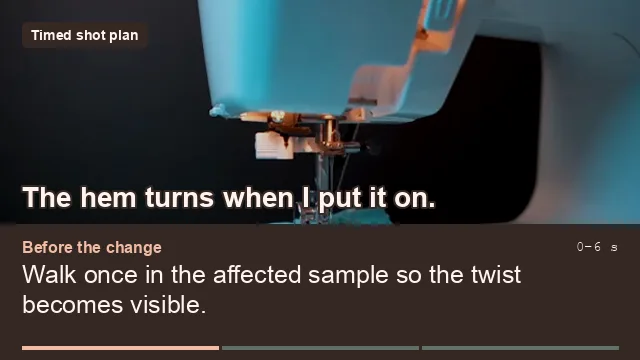 Timed shot plan
The hem turns when I put it on.
Before the change
0–6 s
Walk once in the affected sample so the twist
becomes visible.